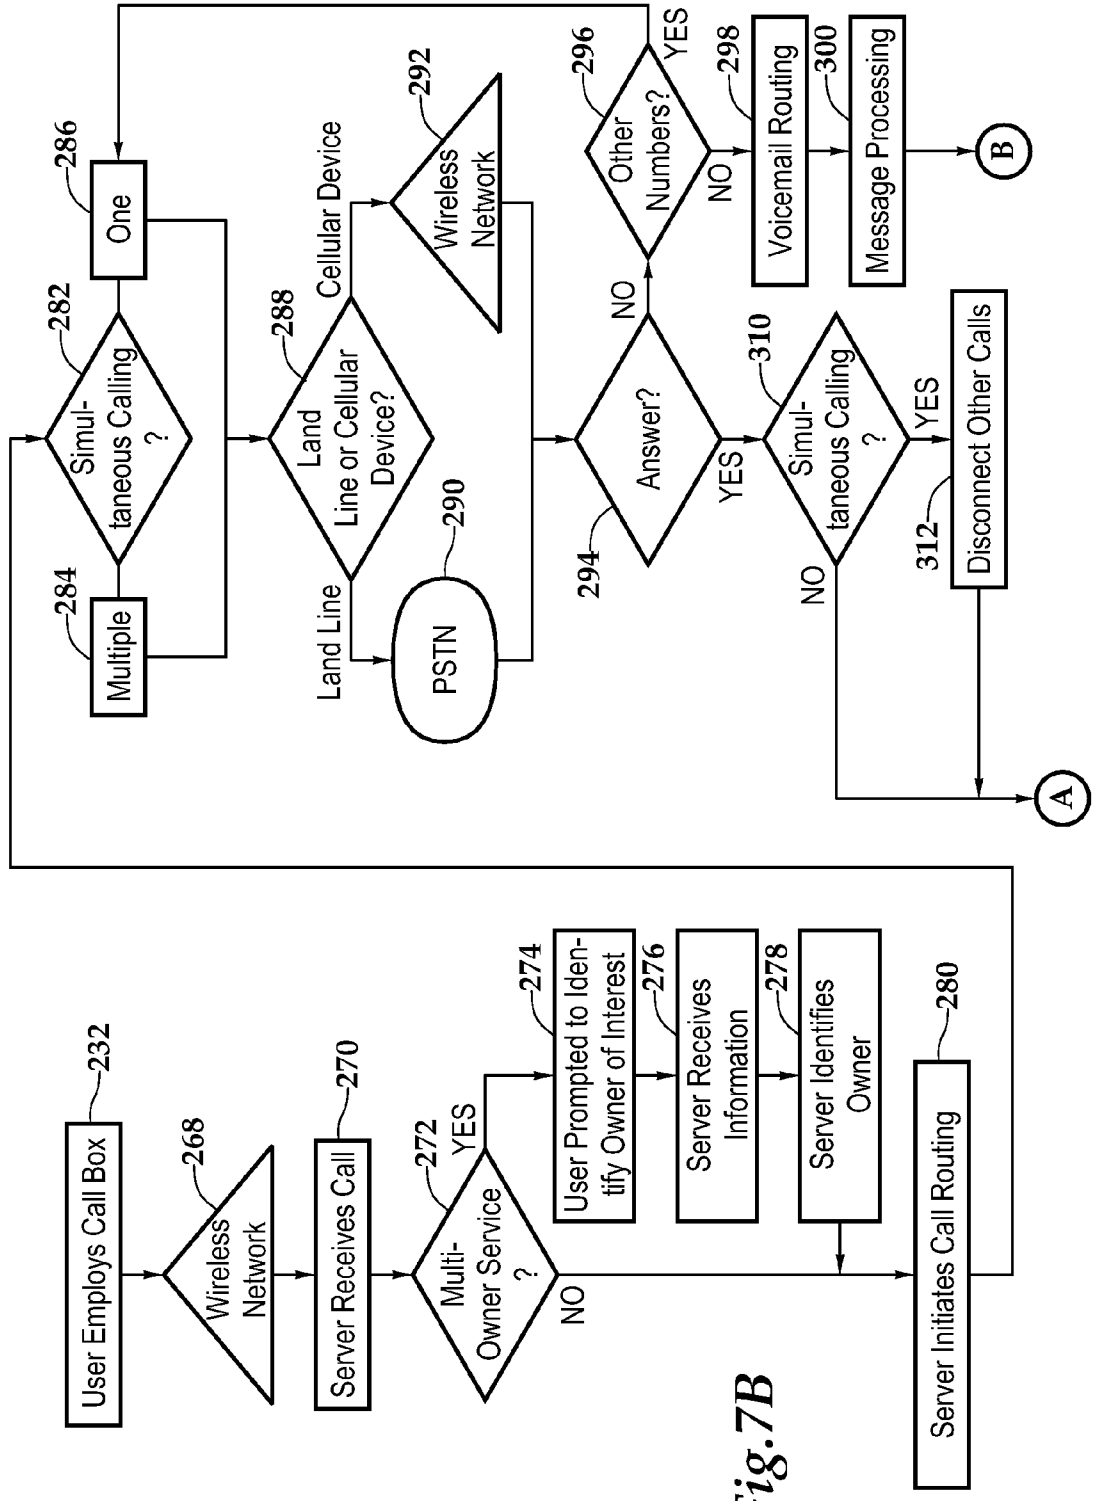 User Employs Call Box
232
Wireless
Network
268
Server Receives Call
270
Multi-
Owner Service
?
272
YES
NO
User Prompted to Iden-
tify Owner of Interest
274
Server Receives
Information
276
Server Identifies
Owner
278
Server Initiates Call Routing
280
Simul-
taneous Calling
?
282
Multiple
284
One
286
Land
Line or Cellular
Device?
288
Land Line
Cellular Device
PSTN
290
Wireless
Network
292
Answer?
294
NO
YES
Other
Numbers?
296
YES
NO
Voicemail Routing
298
Message Processing
300
B
Simul-
taneous Calling
?
310
NO
YES
Disconnect Other Calls
312
A
Fig.7B